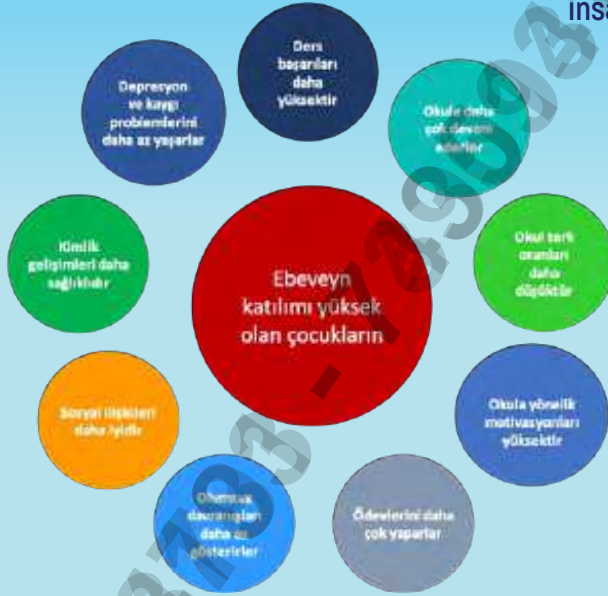 insa
Ders
başarıları
daha
yüksektir
Depresyon
ve kaygı
problemlerini
daha az yaşarlar
Okula daha
çok devam
ederler
Kimlik
gelişimleri daha
sağlıklıdır
Ebeveyn
katılımı yüksek
olan çocukların
Okul terk
oranları
daha
düşüktür
Sosyal ilişkileri
daha iyidir
Okula yönelik
motivasyonları
yüksektir
Olumsuz
davranışları
daha az
gösterirler
Ödevlerini daha
çok yaparlar